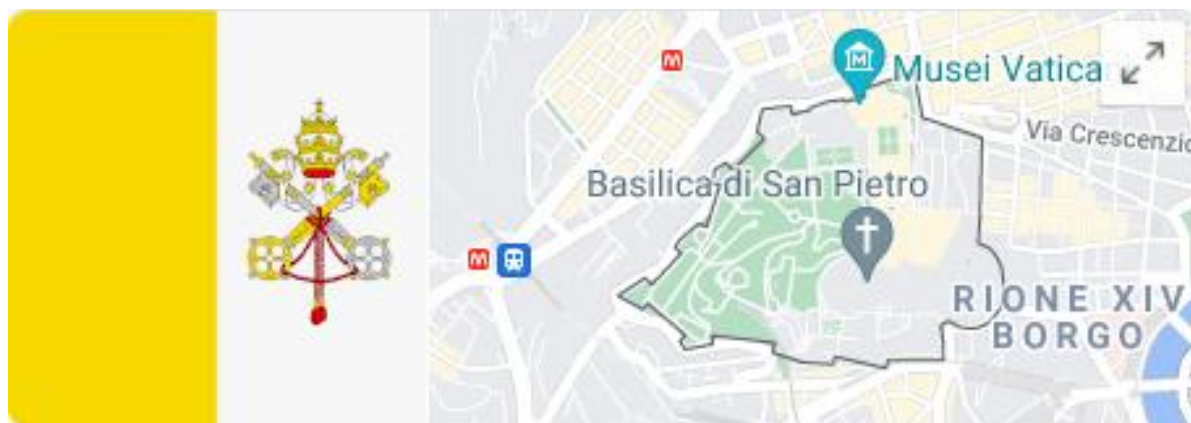 Musei Vatica
Via Crescenzio
Basilica di San Pietro
RIONE XIV
BORGO
M
M
M